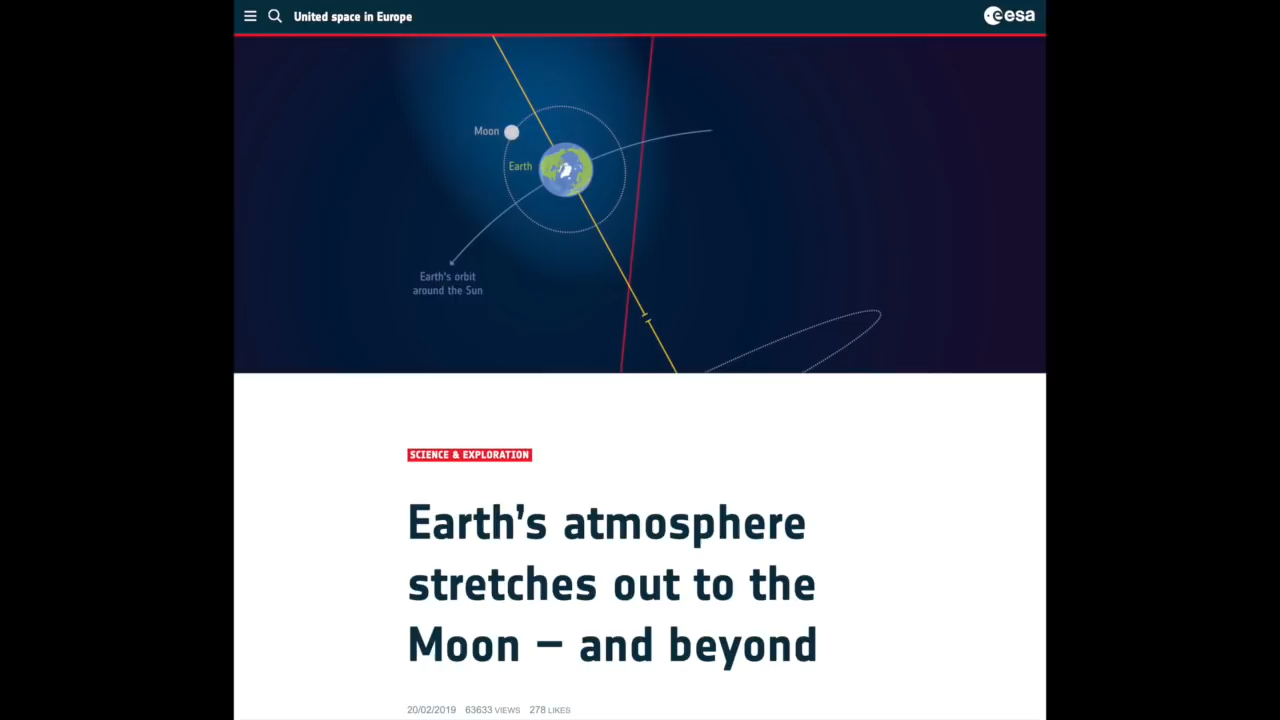 United space in Europe
esa
Moon
Earth
Earth's orbit
around the Sun
SCIENCE & EXPLORATION
Earth's atmosphere
stretches out to the
Moon – and beyond
20/02/2019 63633 VIEWS 278 LIKES